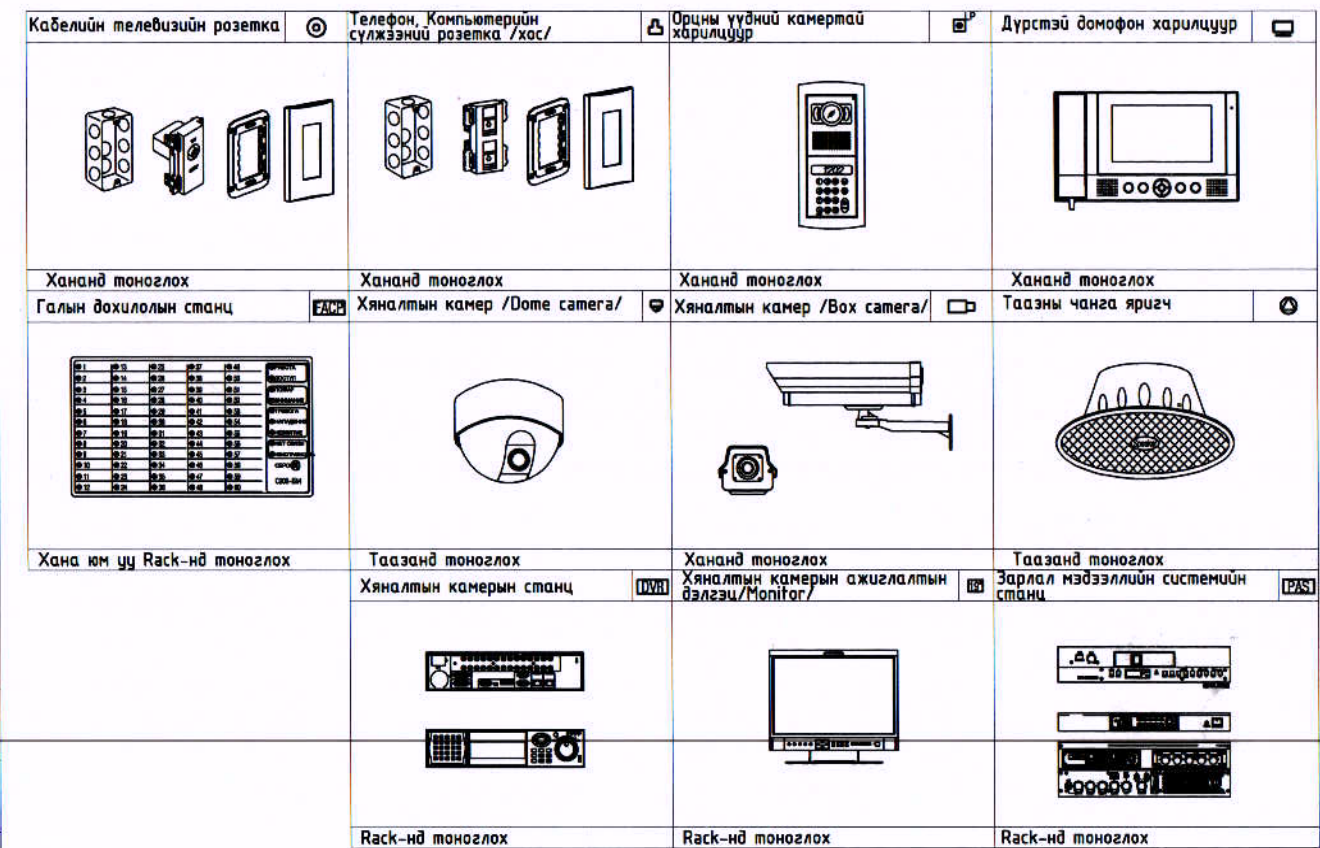 Кабелийн телевизийн розетка
Телефон, Компьютерийн
сүлжээний розетка /хос/
Орцны үүдний камертай
харилцуур
P
Дүрстэй домофон харилцуур
1202
Хананд тоноглох
Хананд тоноглох
Хананд тоноглох
Хананд тоноглох
Галын дохилолын станц
FACP
Хяналтын камер /Dome camera/
Хяналтын камер /Box camera/
Таазны чанга яригч
Хана юм уу Rack-нд тоноглох
Таазанд тоноглох
Хананд тоноглох
Таазанд тоноглох
Хяналтын камерын станц
DVR
Хяналтын камерын ажиглалтын
дэлгэц/Monitor/
Зарлал мэдээллийн системийн
станц
PAS
Rack-нд тоноглох
Rack-нд тоноглох
Rack-нд тоноглох